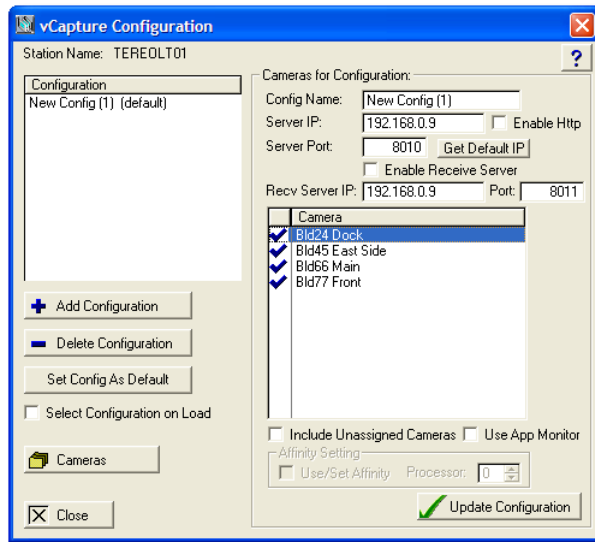 vCapture Configuration
Station Name: TEREOLT01
?
Configuration
New Config (1) (default)
Add Configuration
Delete Configuration
Set Config As Default
Select Configuration on Load
Cameras
Close
Cameras for Configuration:
Config Name: New Config (1)
Server IP: 192.168.0.9 Enable Http
Server Port: 8010 Get Default IP
Enable Receive Server
Recv Server IP: 192.168.0.9 Port: 8011
Camera
Bld24 Dock
Bld45 East Side
Bld66 Main
Bld77 Front
Include Unassigned Cameras Use App Monitor
Affinity Setting
Use/Set Affinity Processor: 0
Update Configuration